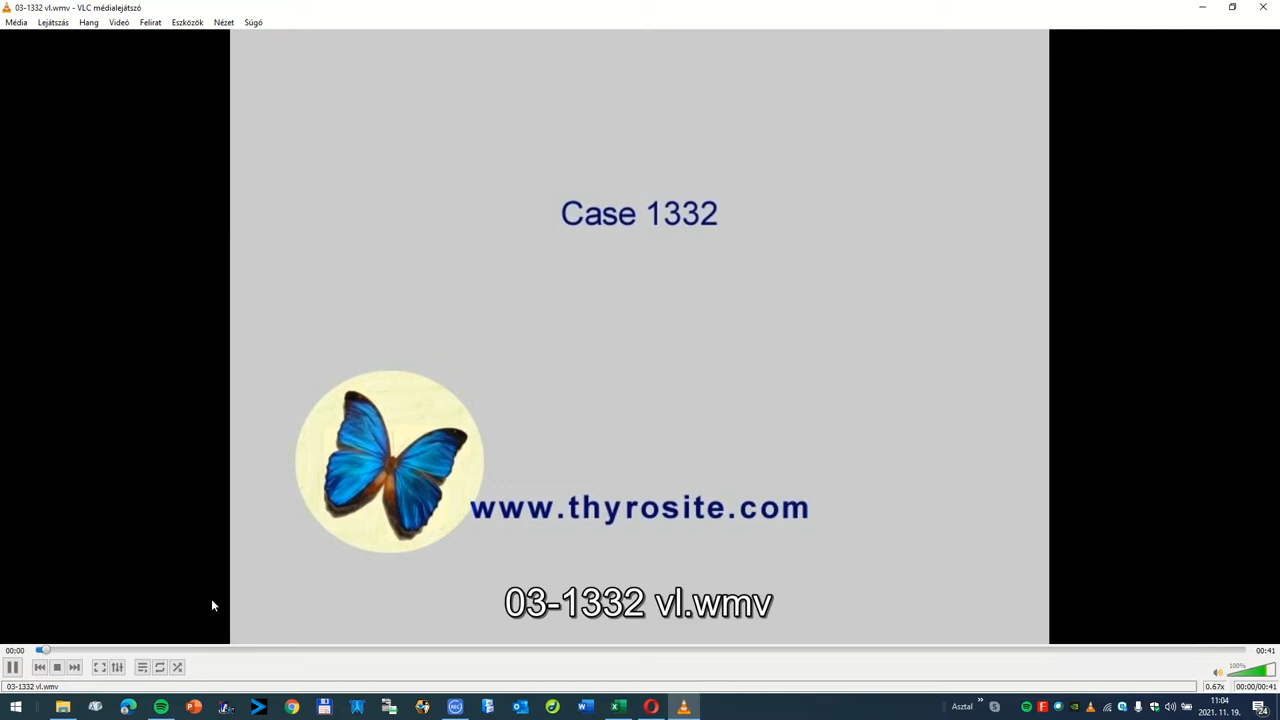 03-1332 vl.wmv - VLC médialejátszó
Média Lejátszás Hang Videó Felirat Eszközök Nézet Súgó
Case 1332
www.thyrosite.com
03-1332 vl.wmv
00:00 00:41
100%
03-1332 vl.wmv 0.67x 00:00/00:41
Asztal 11:04
2021. 11. 19.
24